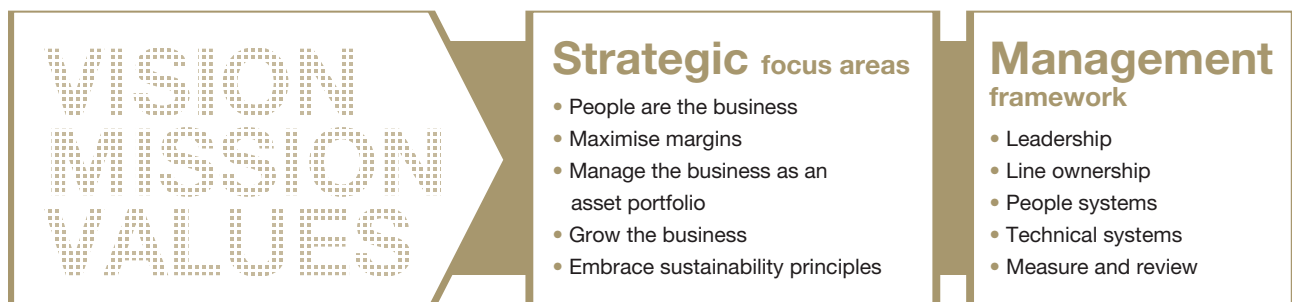 VISION
MISSION
VALUES
Strategic focus areas
• People are the business
• Maximise margins
• Manage the business as an
asset portfolio
• Grow the business
• Embrace sustainability principles
Management
framework
• Leadership
• Line ownership
• People systems
• Technical systems
• Measure and review